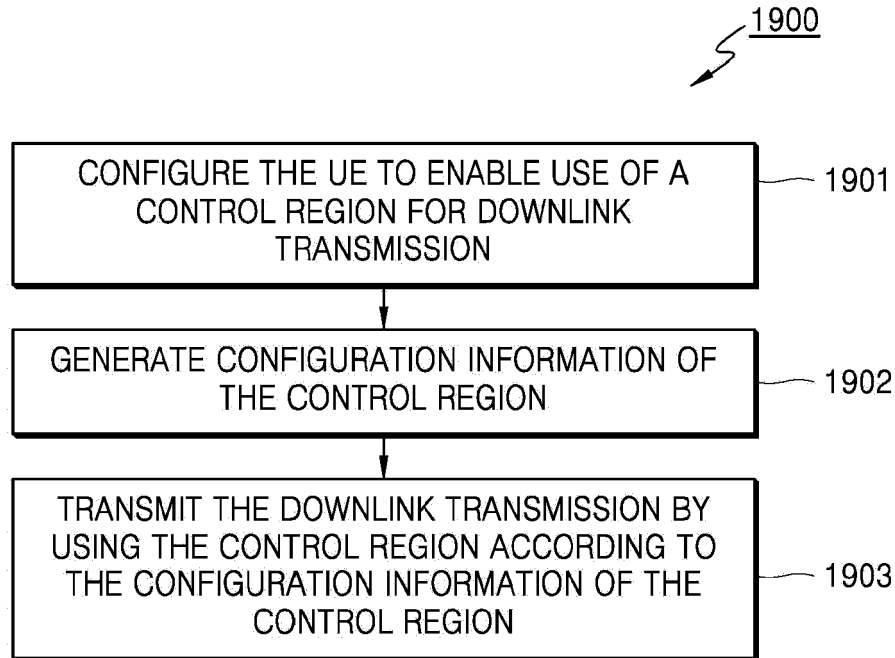 1900
CONFIGURE THE UE TO ENABLE USE OF A
CONTROL REGION FOR DOWNLINK
TRANSMISSION
1901
GENERATE CONFIGURATION INFORMATION OF
THE CONTROL REGION
1902
TRANSMIT THE DOWNLINK TRANSMISSION BY
USING THE CONTROL REGION ACCORDING TO
THE CONFIGURATION INFORMATION OF THE
CONTROL REGION
1903